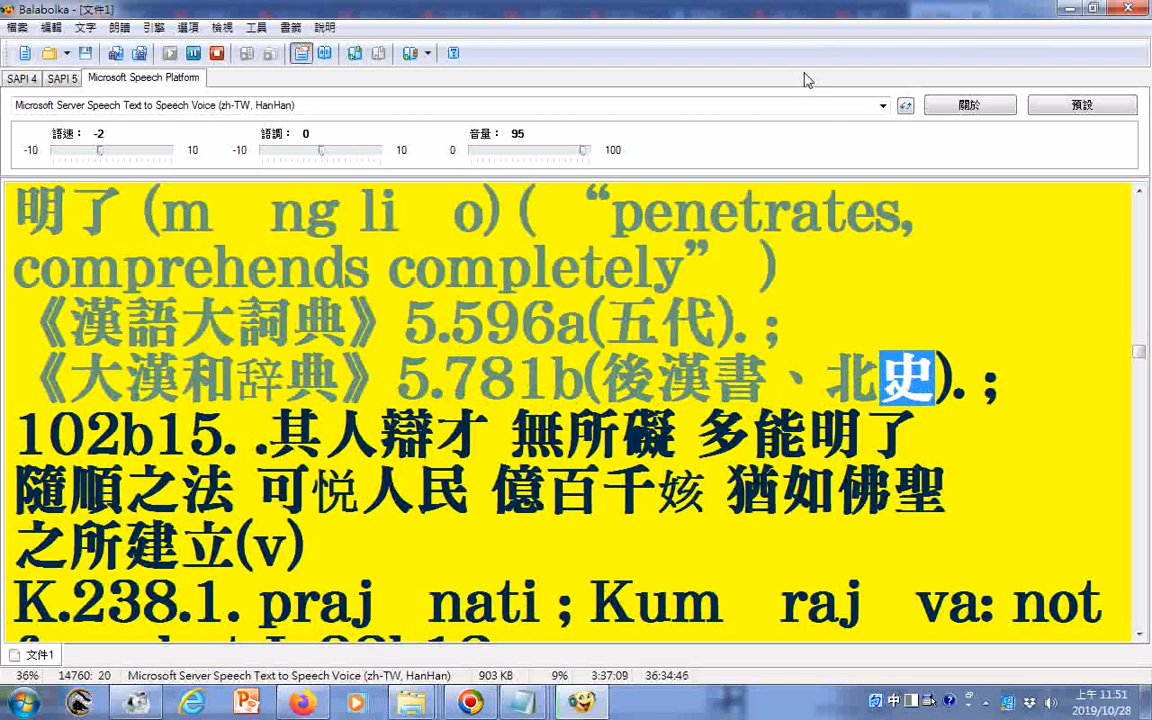 Balabolka - [文件1]
檔案 編輯 文字 朗讀 引擎 選項 檢視 工具 書籤 說明
SAPI 4 SAPI 5 Microsoft Speech Platform
Microsoft Server Speech Text to Speech Voice (zh-TW, HanHan) 關於 預設
語速： -2 語調： 0 音量： 95
-10 10 -10 10 0 100
明了 (m ng li o) ( “penetrates,
comprehends completely” )
《漢語大詞典》 5.596a(五代). ;
《大漢和辞典》 5.781b(後漢書、北史). ;
102b15. .其人辯才 無所礙 多能明了
隨順之法 可悦人民 億百千姟 猶如佛聖
之所建立(v)
K.238.1. praj nati ; Kum raj va: not
文件1
36% 14760: 20 Microsoft Server Speech Text to Speech Voice (zh-TW, HanHan) 903 KB 9% 3:37:09 36:34:46
中 上午 11:51
2019/10/28